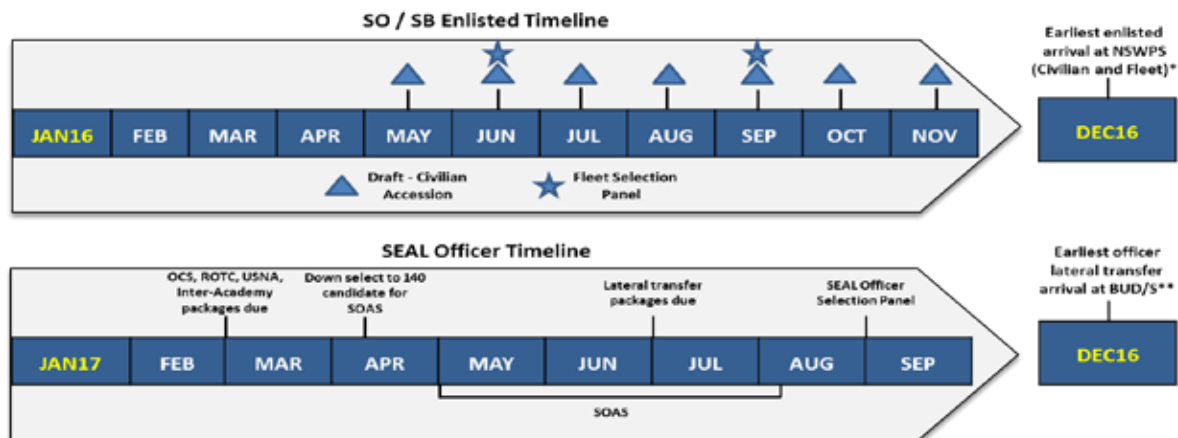 SO / SB Enlisted Timeline
Earliest enlisted
arrival at NSWPS
(Civilian and Fleet)*
JAN16 FEB MAR APR MAY JUN JUL AUG SEP OCT NOV
DEC16
Draft - Civilian
Accession
Fleet Selection
Panel
SEAL Officer Timeline
OCS, ROTC, USNA,
Inter-Academy
packages due
Down select to 140
candidate for
SOAS
Lateral transfer
packages due
SEAL Officer
Selection Panel
Earliest officer
lateral transfer
arrival at BUD/S**
JAN17 FEB MAR APR MAY JUN JUL AUG SEP
DEC16
SOAS